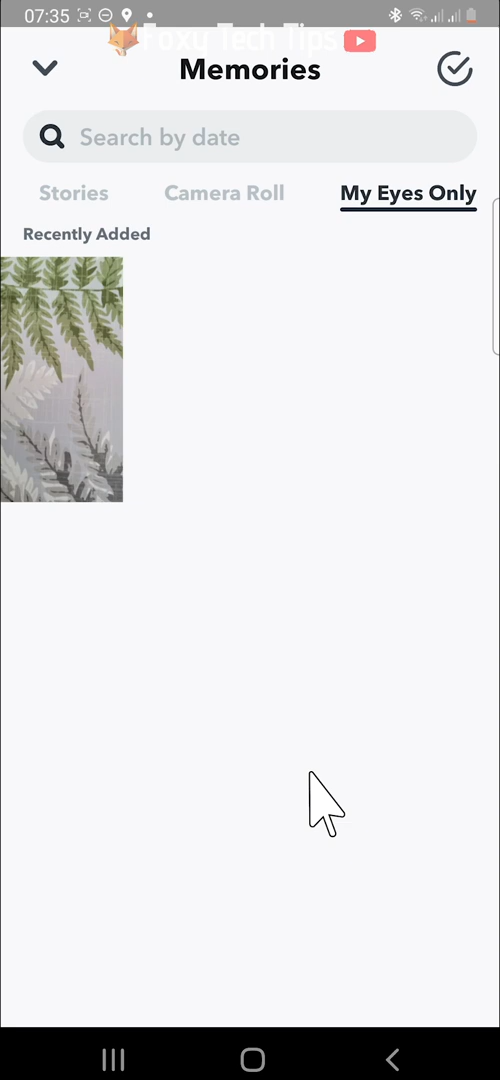 07:35
Foxy Tech Tips
Memories
Search by date
Stories
Camera Roll
My Eyes Only
Recently Added